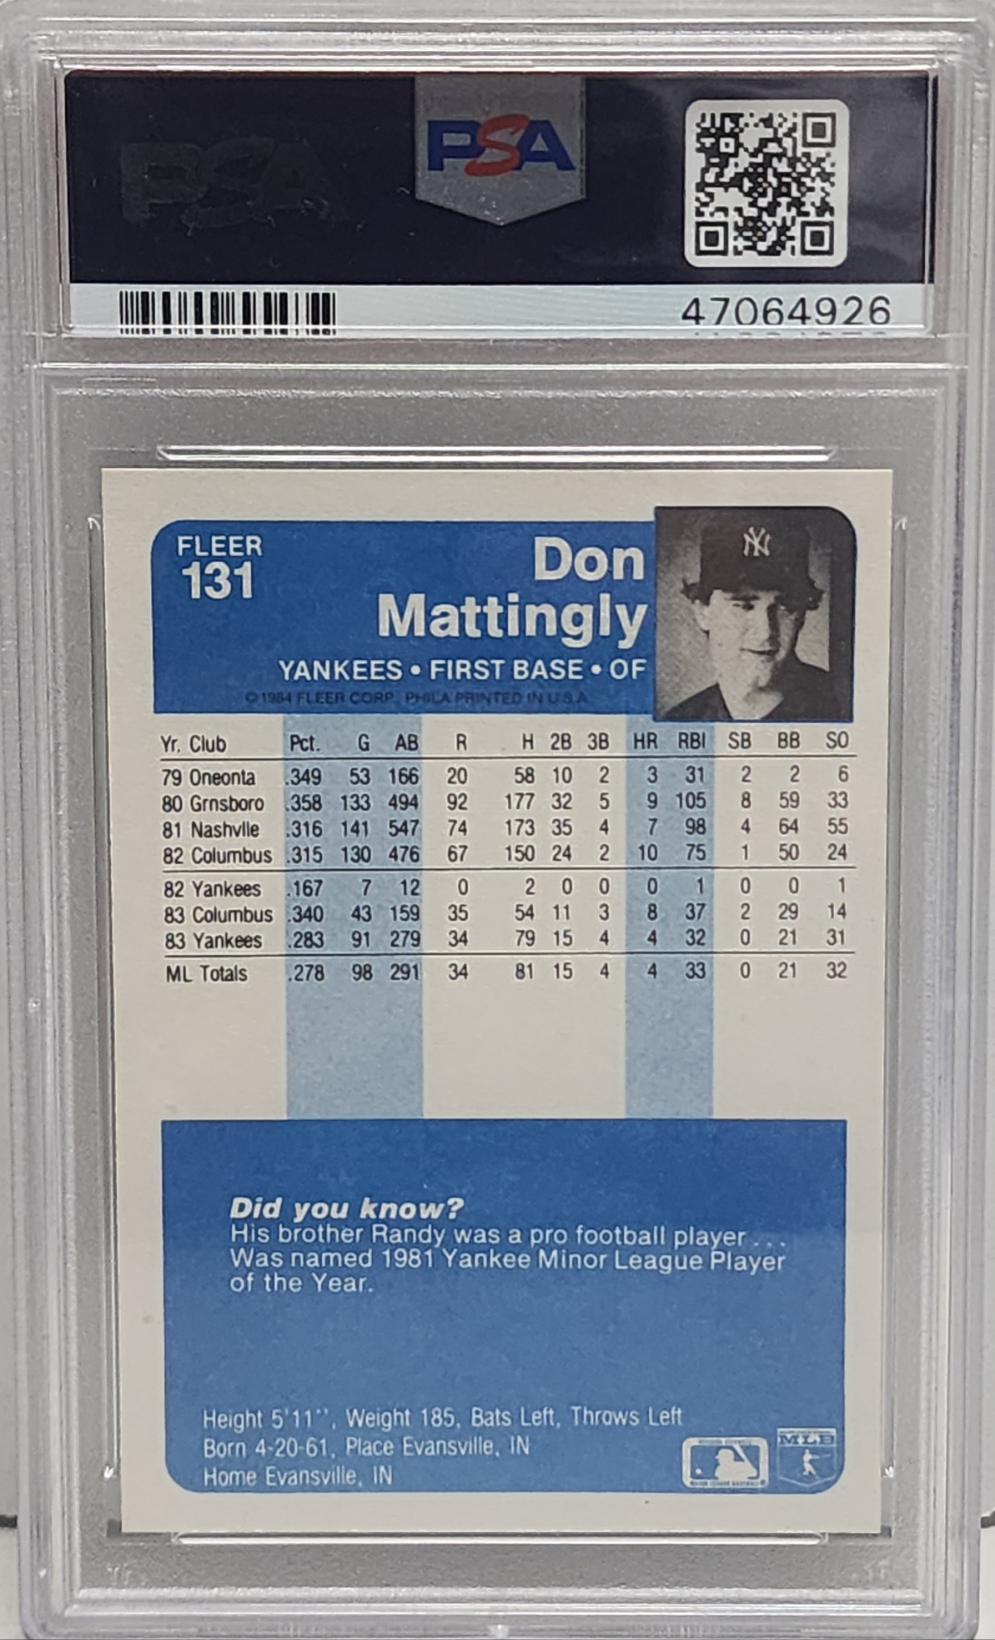 PSA
PSA
47064926
FLEER
131
Don
Mattingly
YANKEES • FIRST BASE • OF
© 1984 FLEER CORP., PHILA PRINTED IN U.S.A.
NY
Yr. Club Pct. G AB R H 2B 3B HR RBI SB BB SO
79 Oneonta .349 53 166 20 58 10 2 3 31 2 2 6
80 Grnsboro .358 133 494 92 177 32 5 9 105 8 59 33
81 Nashvlle .316 141 547 74 173 35 4 7 98 4 64 55
82 Columbus .315 130 476 67 150 24 2 10 75 1 50 24
82 Yankees .167 7 12 0 2 0 0 0 1 0 0 1
83 Columbus .340 43 159 35 54 11 3 8 37 2 29 14
83 Yankees .283 91 279 34 79 15 4 4 32 0 21 31
ML Totals .278 98 291 34 81 15 4 4 33 0 21 32
Did you know?
His brother Randy was a pro football player . . .
Was named 1981 Yankee Minor League Player
of the Year.
Height 5'11'', Weight 185, Bats Left, Throws Left
Born 4-20-61, Place Evansville, IN
Home Evansville, IN
MLB